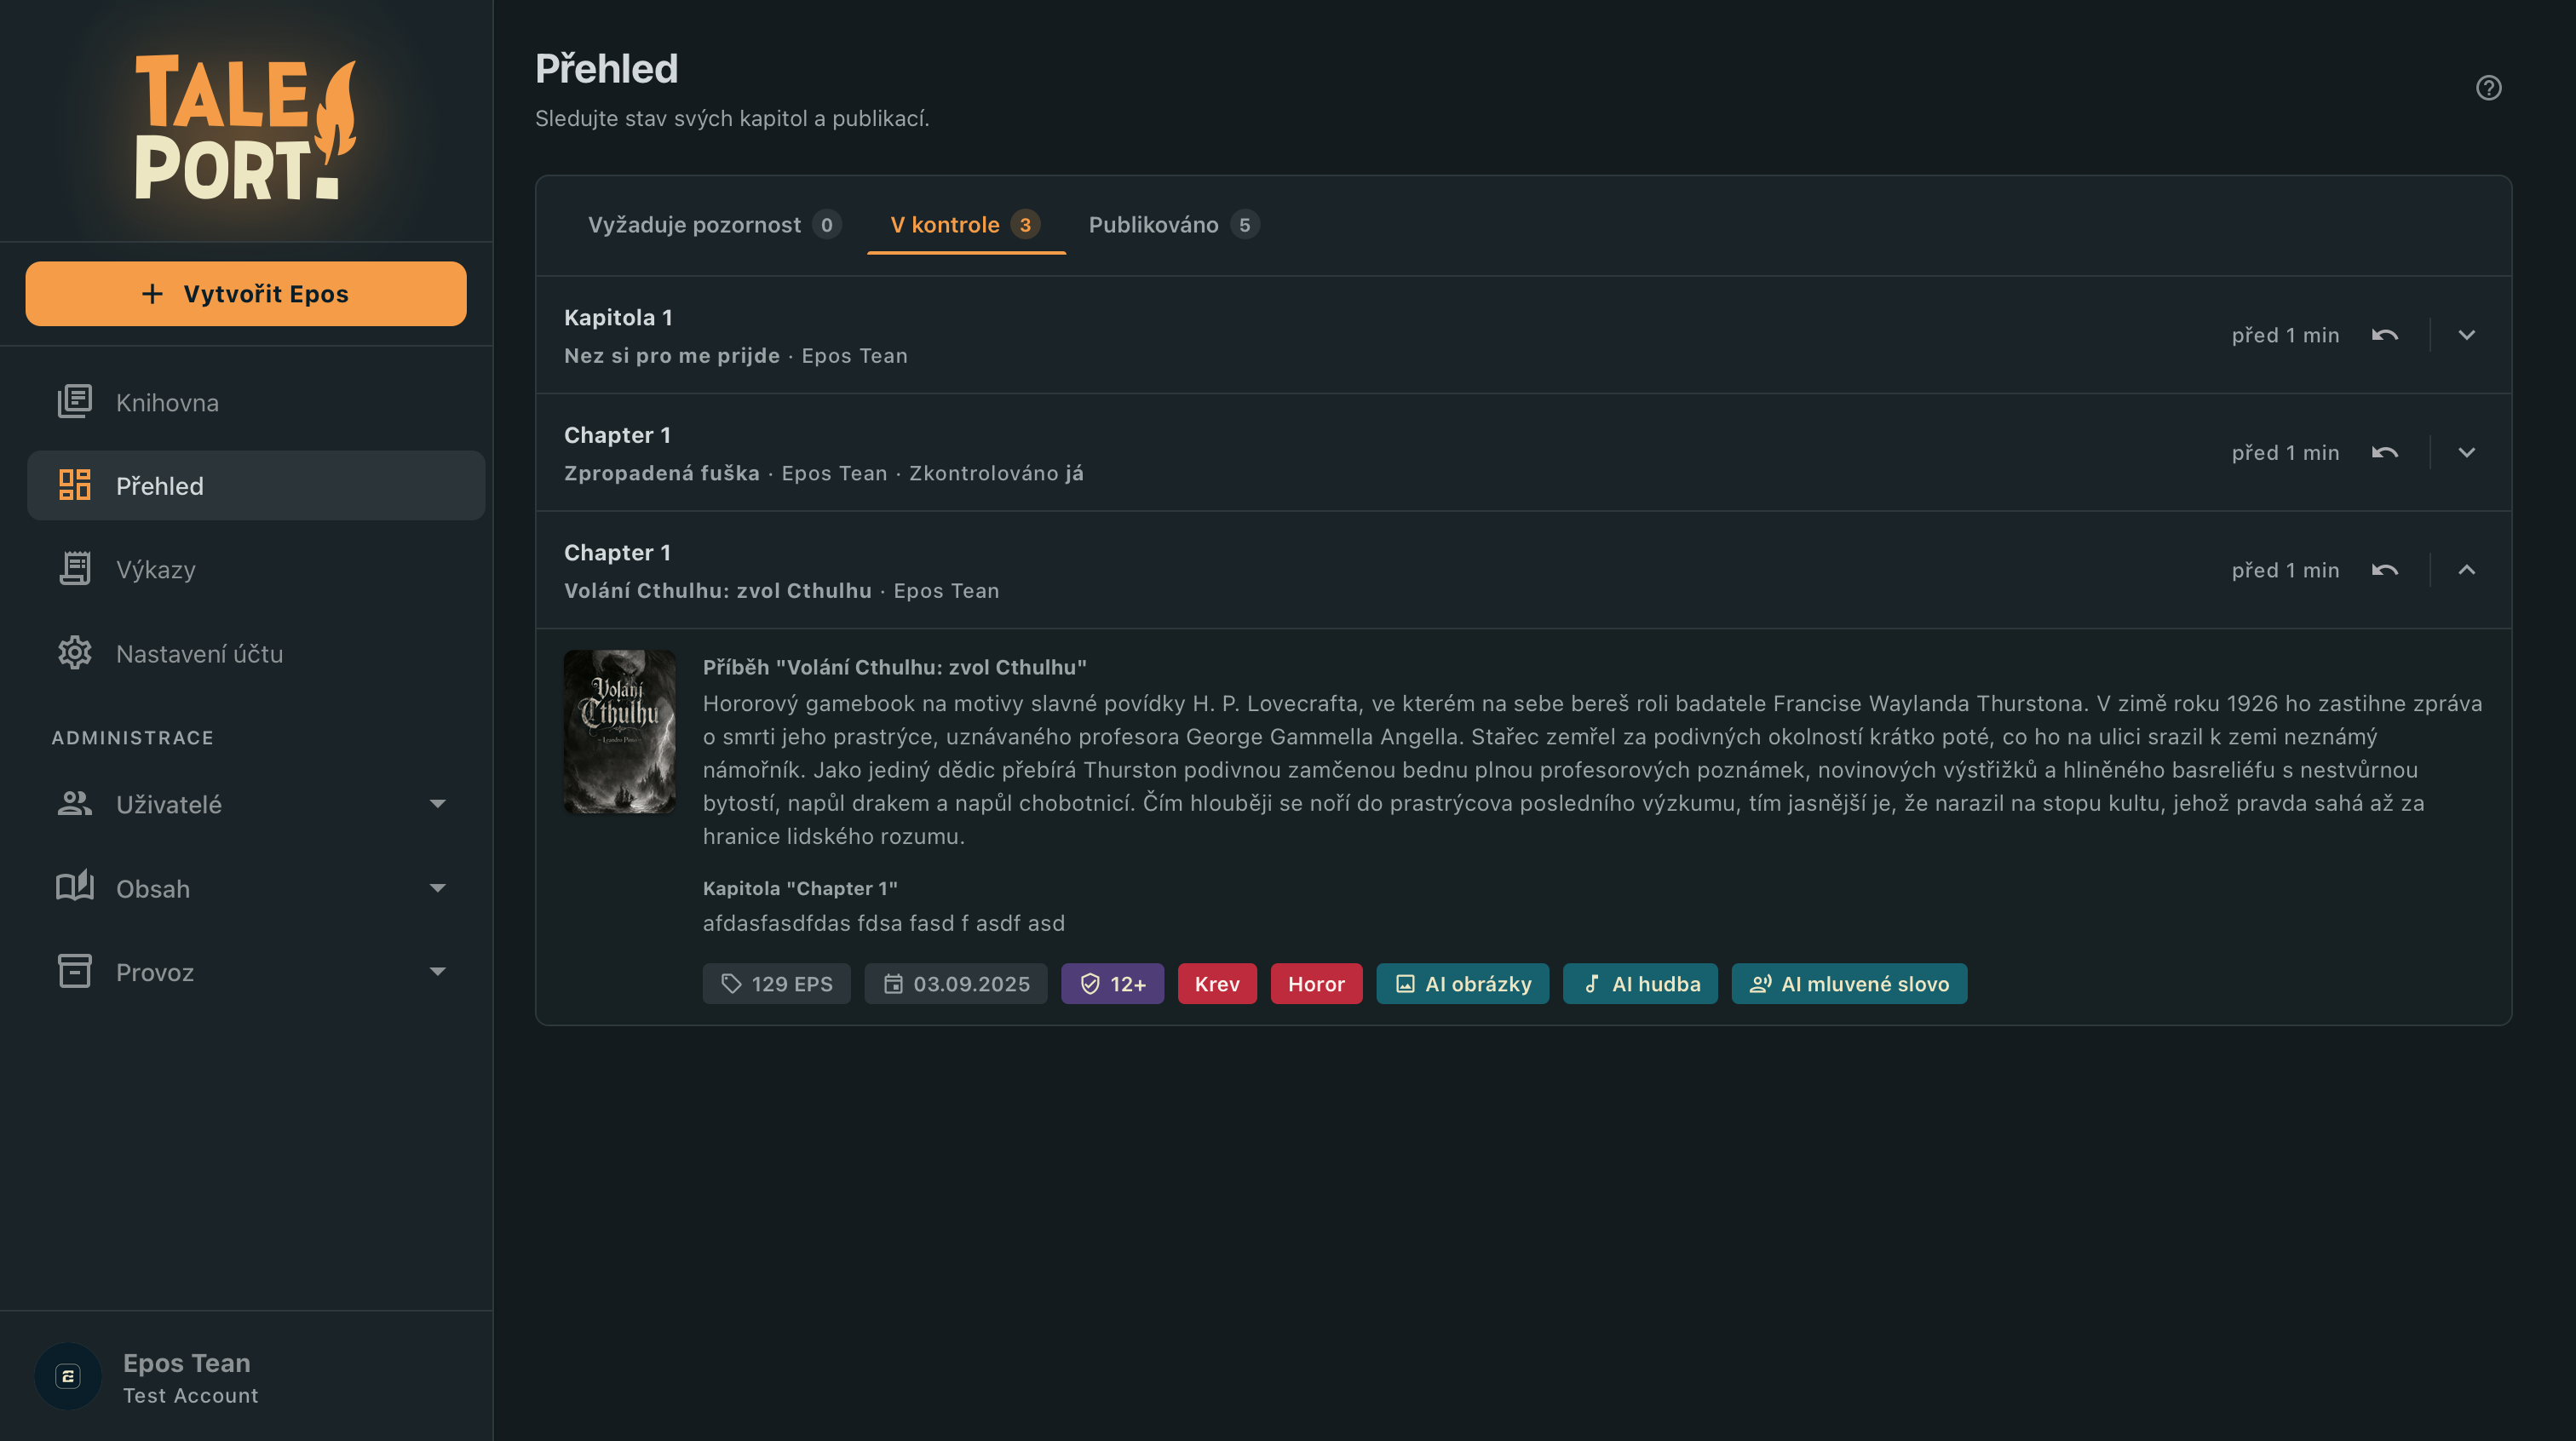 TALE
PORT.
Vytvořit Epos
Knihovna
Přehled
Výkazy
Nastavení účtu
ADMINISTRACE
Uživatelé
Obsah
Provoz
Epos Tean
Test Account
Přehled
Sledujte stav svých kapitol a publikací.
Vyžaduje pozornost 0 V kontrole 3 Publikováno 5
Kapitola 1
Nez si pro me prijde · Epos Tean
před 1 min
Chapter 1
Zpropadená fuška · Epos Tean · Zkontrolováno já
před 1 min
Chapter 1
Volání Cthulhu: zvol Cthulhu · Epos Tean
před 1 min
Volání
Cthulhu
Příběh "Volání Cthulhu: zvol Cthulhu"
Hororový gamebook na motivy slavné povídky H. P. Lovecrafta, ve kterém na sebe bereš roli badatele Francise Waylanda Thurstona. V zimě roku 1926 ho zastihne zpráva
o smrti jeho prastrýce, uznávaného profesora George Gammella Angella. Stařec zemřel za podivných okolností krátko poté, co ho na ulici srazil k zemi neznámý
námořník. Jako jediný dědic přebírá Thurston podivnou zamčenou bednu plnou profesorových poznámek, novinových výstřižků a hliněného basreliéfu s nestvůrnou
bytostí, napůl drakem a napůl chobotnicí. Čím hlouběji se noří do prastrýcova posledního výzkumu, tím jasnější je, že narazil na stopu kultu, jehož pravda sahá až za
hranice lidského rozumu.
Kapitola "Chapter 1"
afdasfasdfdas fdsa fasd f asdf asd
129 EPS 03.09.2025 12+ Krev Horor AI obrázky AI hudba AI mluvené slovo